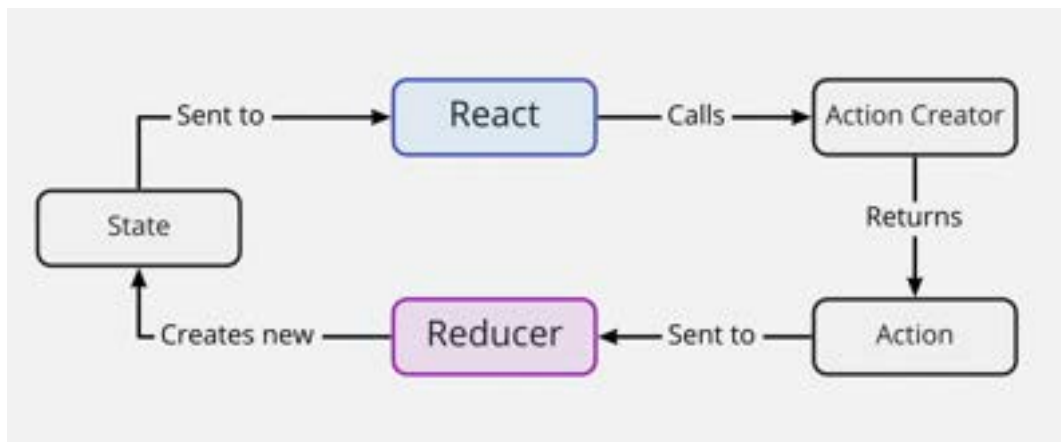 Sent to
React
Calls
Action Creator
State
Returns
Creates new
Reducer
Sent to
Action